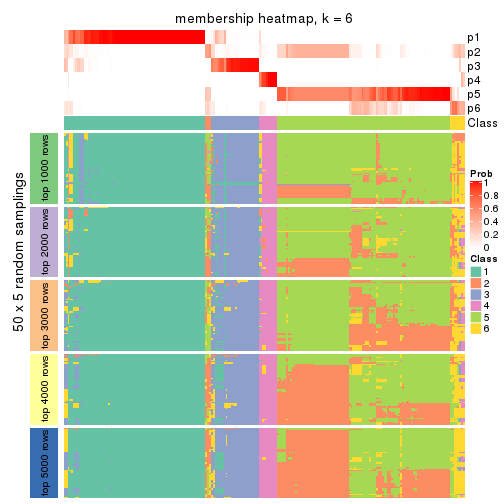 membership heatmap, k = 6
p1
p2
p3
p4
p5
p6
Class
50 x 5 random samplings
top 1000 rows
top 2000 rows
top 3000 rows
top 4000 rows
top 5000 rows
Prob
1
0.8
0.6
0.4
0.2
0
Class
1
2
3
4
5
6